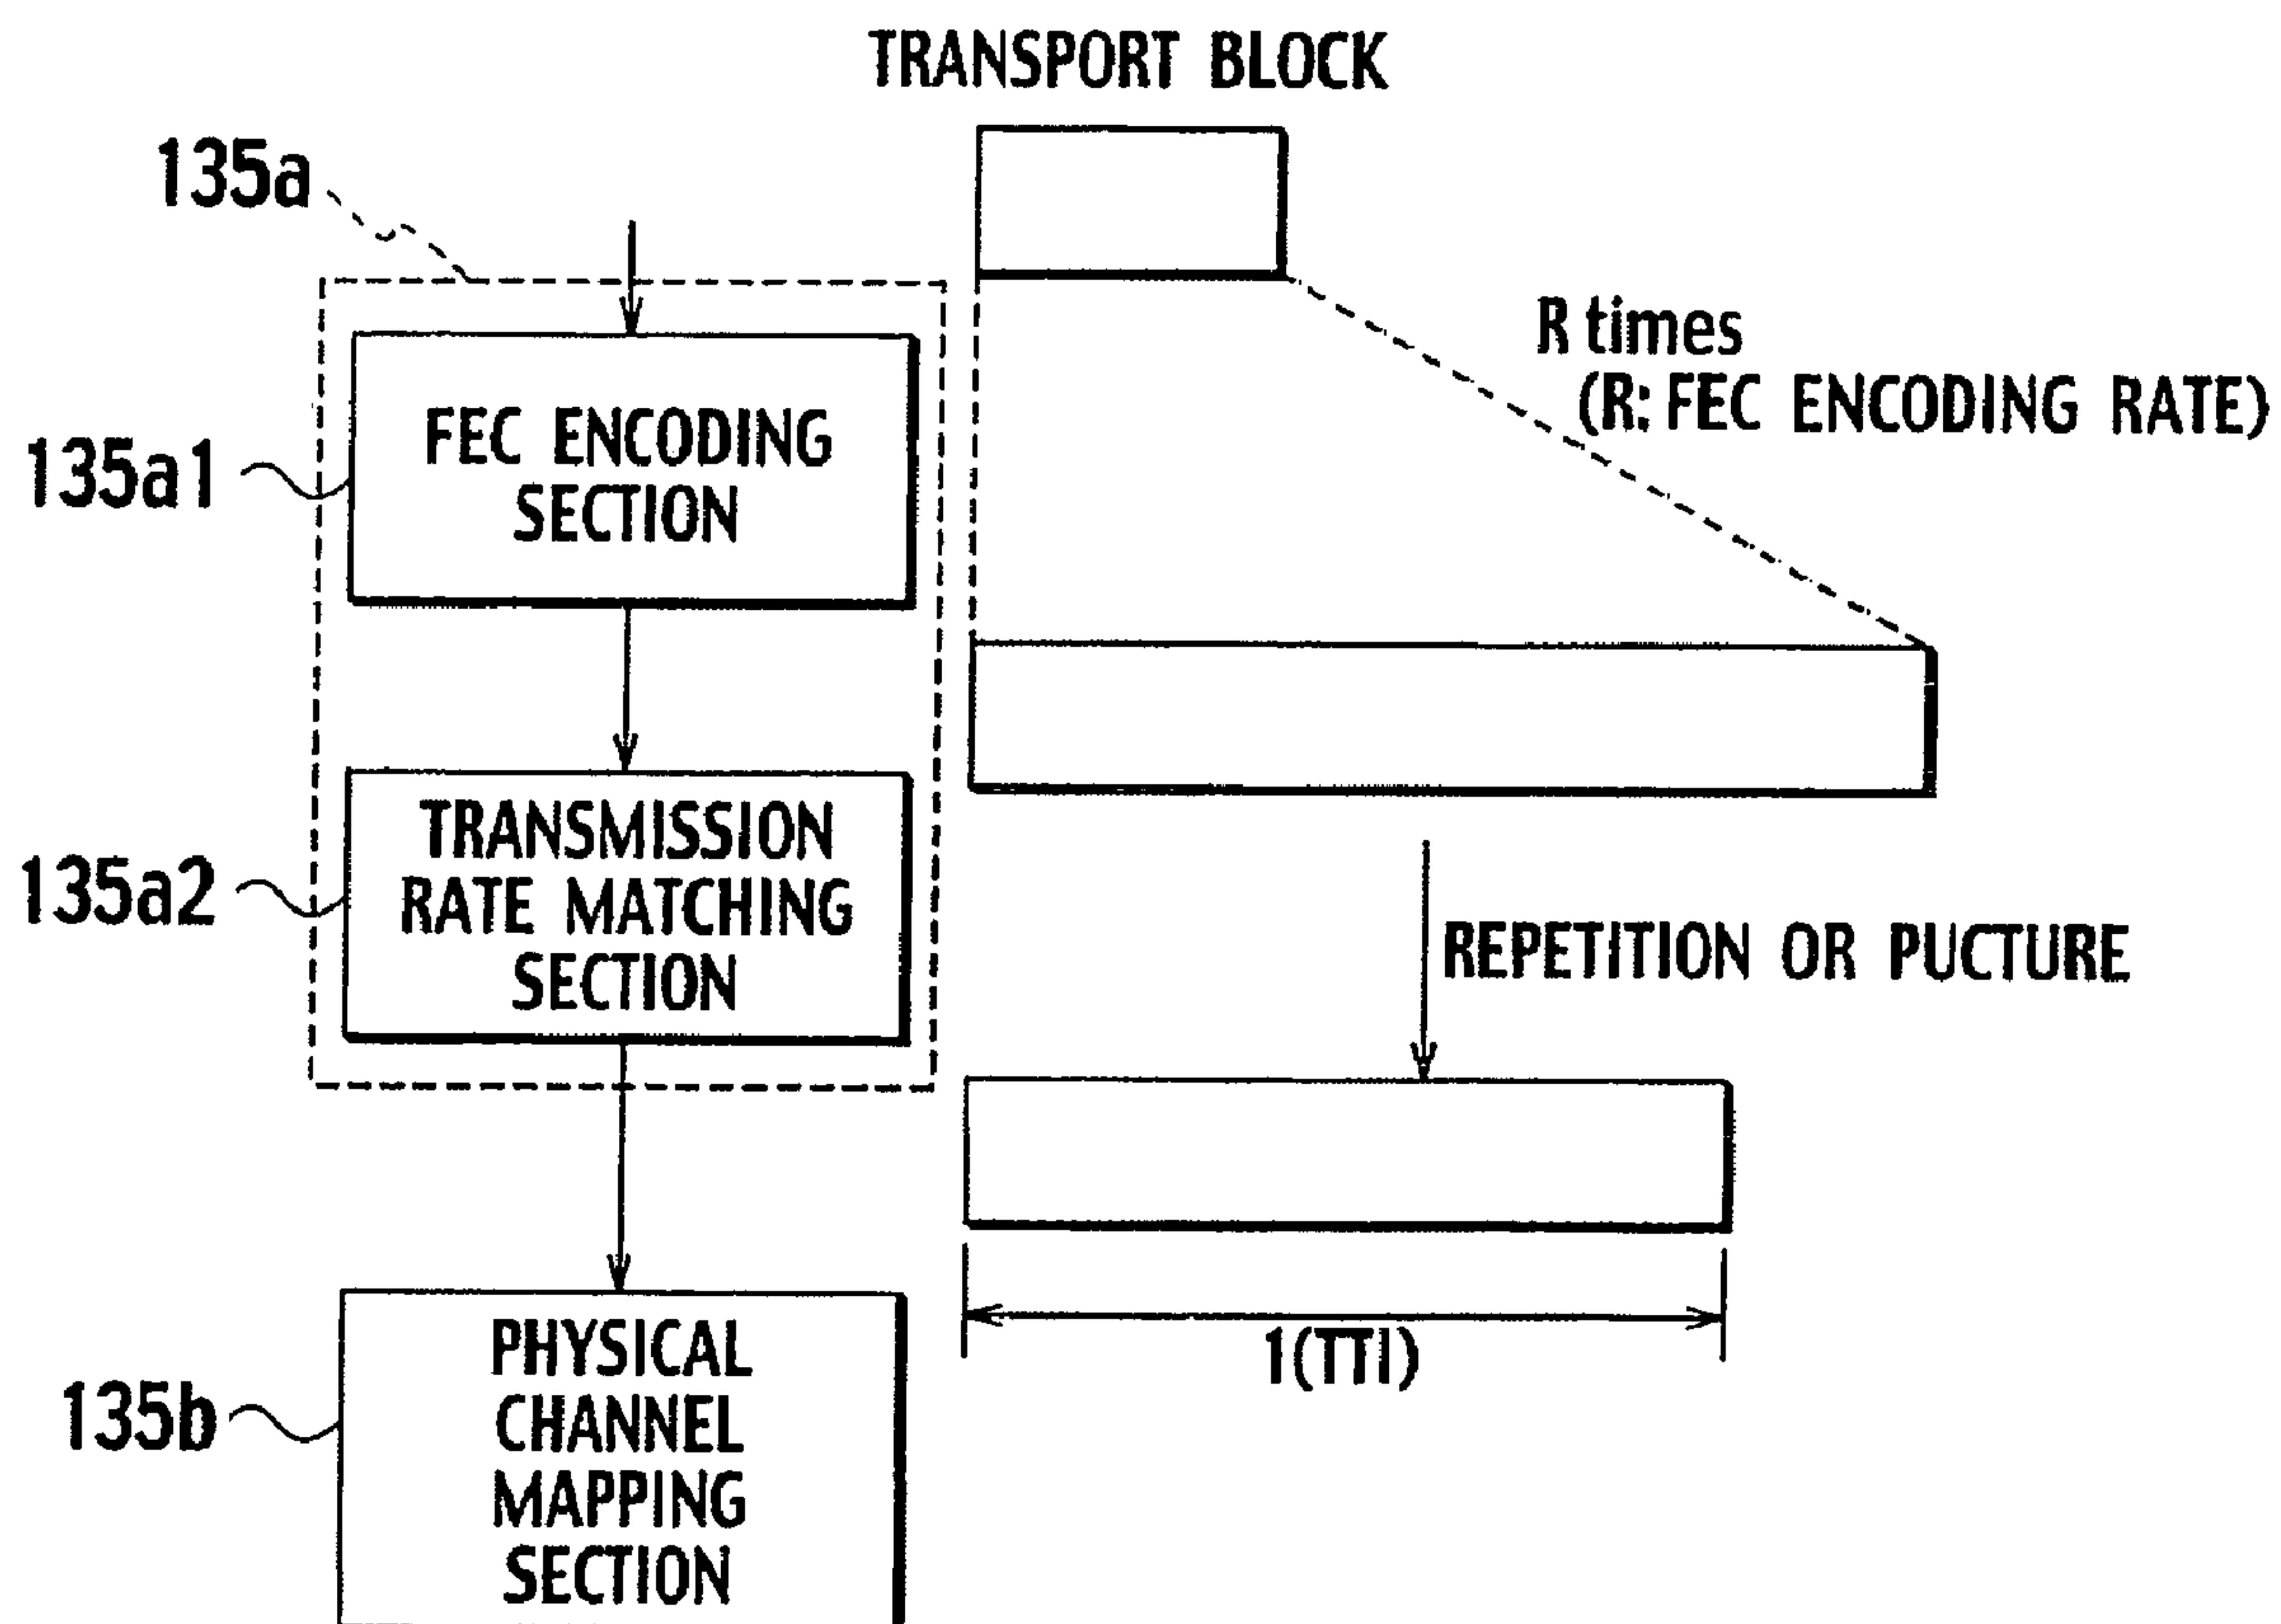 TRANSPORT BLOCK
135a
R times
(R: FEC ENCODING RATE)
135a1
FEC ENCODING
SECTION
135a2
TRANSMISSION
RATE MATCHING
SECTION
REPETITION OR PUCTURE
1(TTI)
135b
PHYSICAL
CHANNEL
MAPPING
SECTION